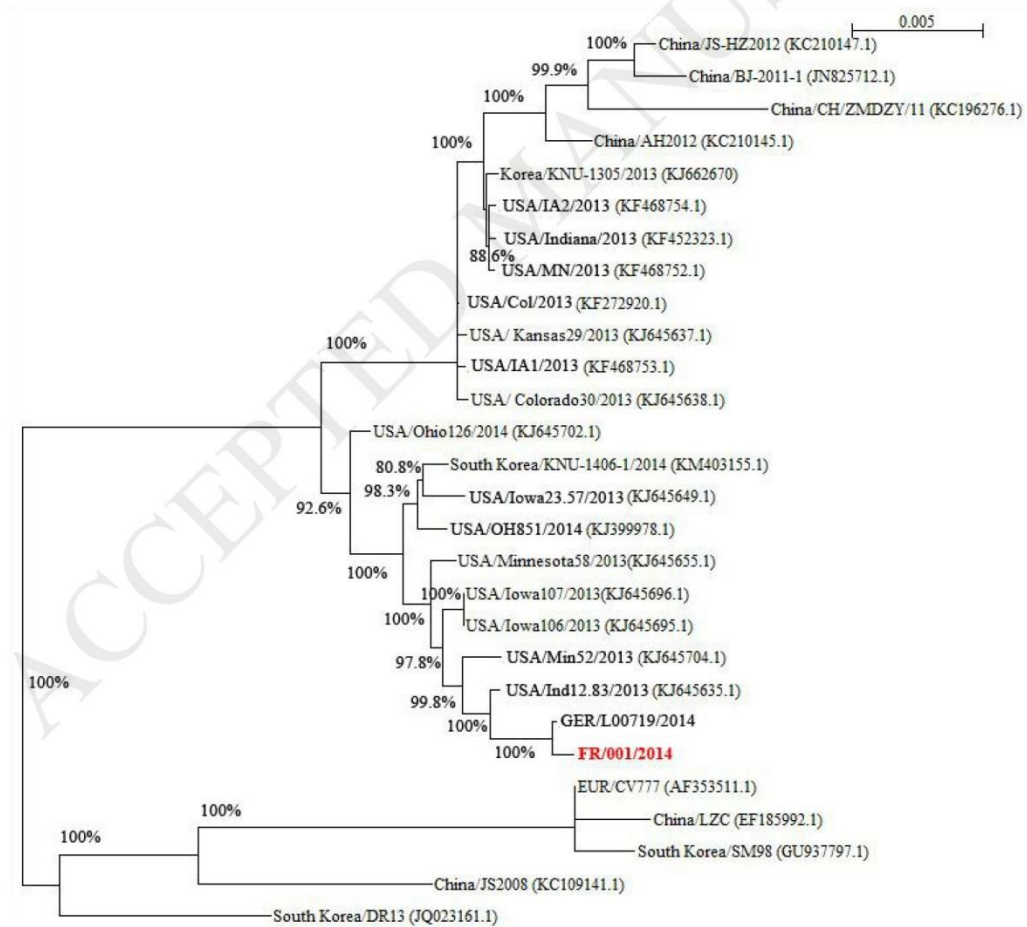 ACCEPTED MANUS
0.005
100%
China/JS-HZ2012 (KC210147.1)
99.9%
China/BJ-2011-1 (JN825712.1)
100%
China/CH/ZMDZY/11 (KC196276.1)
100%
China/AH2012 (KC210145.1)
Korea/KNU-1305/2013 (KJ662670)
USA/IA2/2013 (KF468754.1)
USA/Indiana/2013 (KF452323.1)
88.6%
USA/MN/2013 (KF468752.1)
USA/Col/2013 (KF272920.1)
USA/ Kansas29/2013 (KJ645637.1)
100%
USA/IA1/2013 (KF468753.1)
USA/ Colorado30/2013 (KJ645638.1)
USA/Ohio126/2014 (KJ645702.1)
80.8%
South Korea/KNU-1406-1/2014 (KM403155.1)
98.3%
USA/Iowa23.57/2013 (KJ645649.1)
92.6%
USA/OH851/2014 (KJ399978.1)
USA/Minnesota58/2013(KJ645655.1)
100%
100%
USA/Iowa107/2013(KJ645696.1)
100%
USA/Iowa106/2013 (KJ645695.1)
USA/Min52/2013 (KJ645704.1)
97.8%
100%
USA/Ind12.83/2013 (KJ645635.1)
99.8%
GER/L00719/2014
100%
100%
FR/001/2014
EUR/CV777 (AF353511.1)
100%
China/LZC (EF185992.1)
100%
South Korea/SM98 (GU937797.1)
China/JS2008 (KC109141.1)
South Korea/DR13 (JQ023161.1)